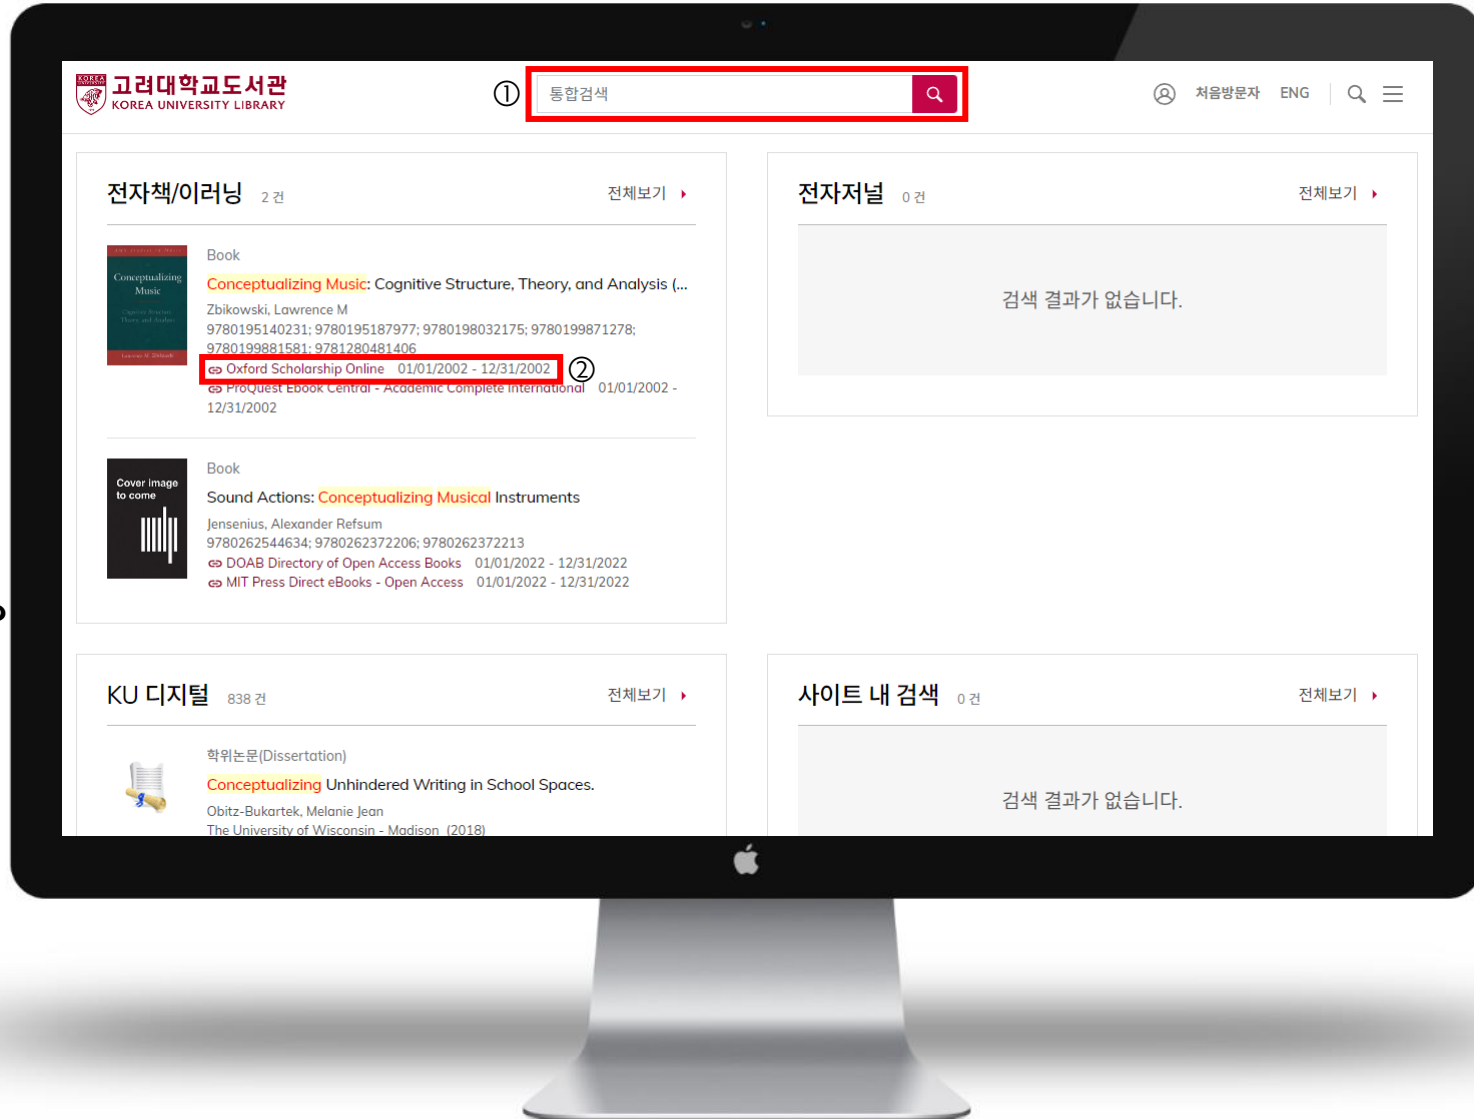 KOREA
UNIVERSITY
고려대학교도서관
KOREA UNIVERSITY LIBRARY
①
통합검색
처음방문자 ENG
전자책/이러닝 2 건
전체보기
Conceptualizing
Music
Book
Conceptualizing Music: Cognitive Structure, Theory, and Analysis (...
Zbikowski, Lawrence M
9780195140231; 9780195187977; 9780198032175; 9780199871278;
9780199881581; 9781280481406
Oxford Scholarship Online 01/01/2002 - 12/31/2002
②
ProQuest Ebook Central - Academic Complete International 01/01/2002 -
12/31/2002
Cover image
to come
Book
Sound Actions: Conceptualizing Musical Instruments
Jensenius, Alexander Refsum
9780262544634; 9780262372206; 9780262372213
DOAB Directory of Open Access Books 01/01/2022 - 12/31/2022
MIT Press Direct eBooks - Open Access 01/01/2022 - 12/31/2022
전자저널 0 건
전체보기
검색 결과가 없습니다.
KU 디지털 838 건
전체보기
학위논문(Dissertation)
Conceptualizing Unhindered Writing in School Spaces.
Obitz-Bukartek, Melanie Jean
The University of Wisconsin - Madison (2018)
사이트 내 검색 0 건
전체보기
검색 결과가 없습니다.